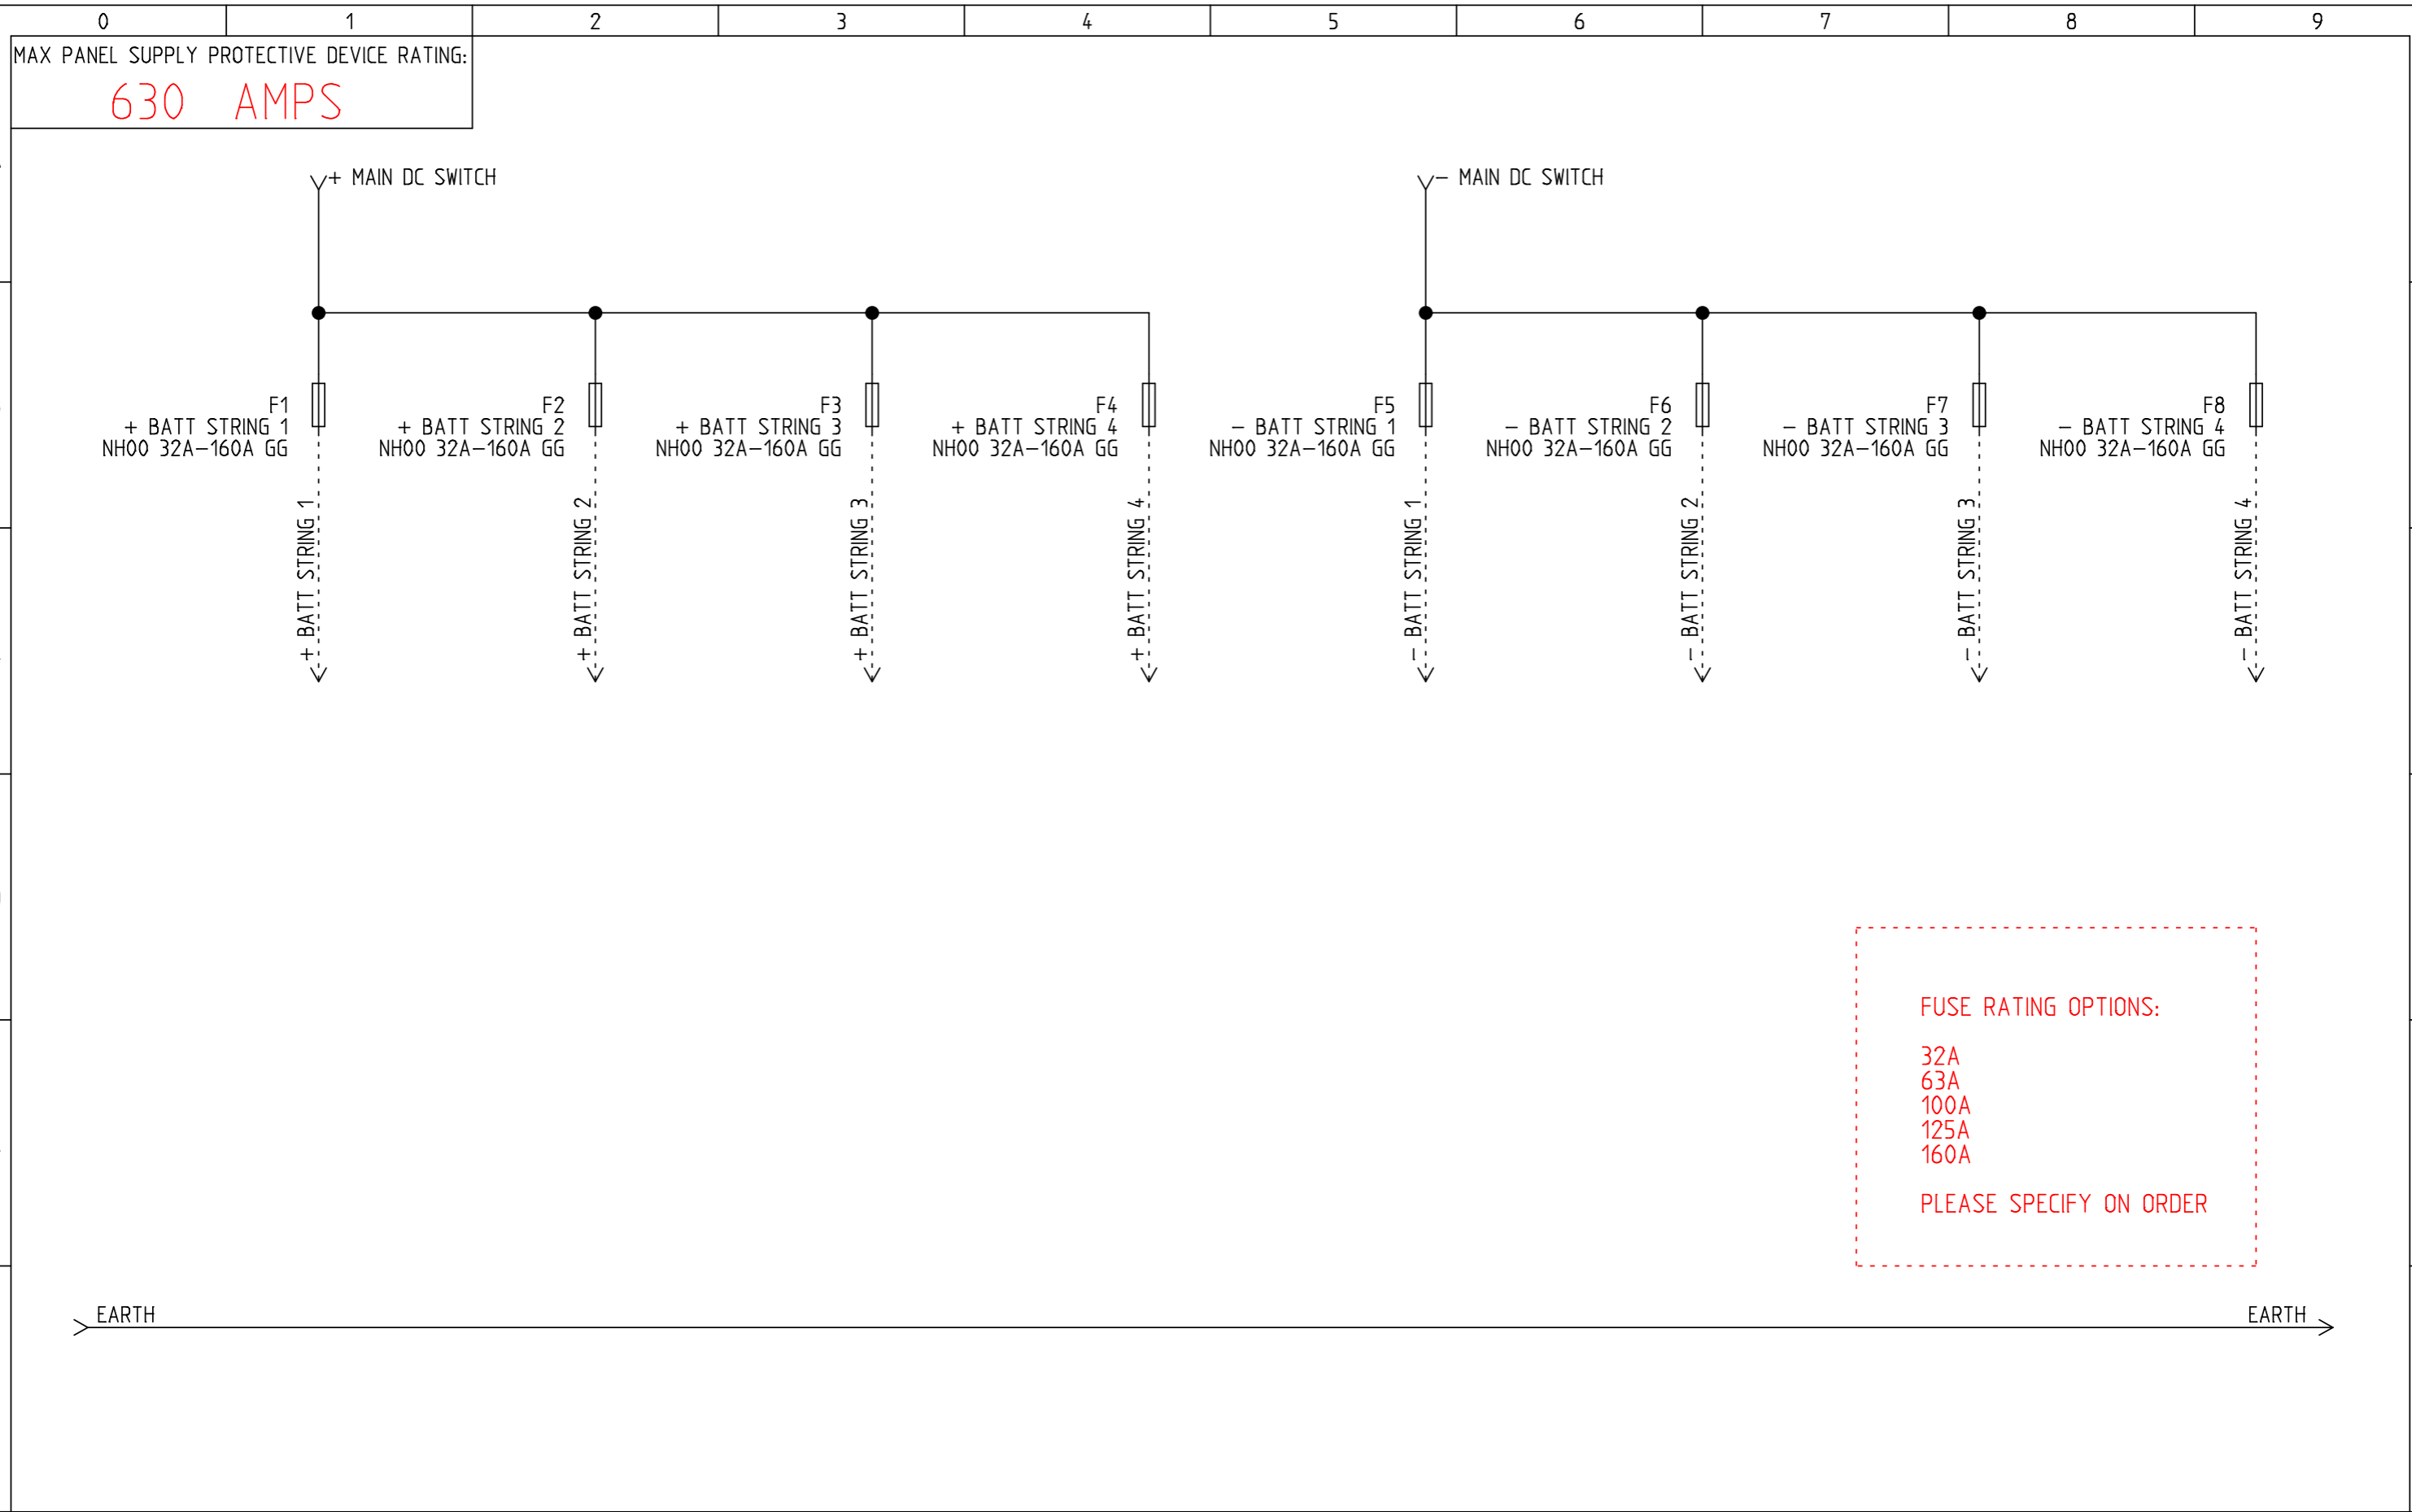 0 1 2 3 4 5 6 7 8 9
MAX PANEL SUPPLY PROTECTIVE DEVICE RATING:
630 AMPS
+ MAIN DC SWITCH
- MAIN DC SWITCH
F1
+ BATT STRING 1
NH00 32A-160A GG
F2
+ BATT STRING 2
NH00 32A-160A GG
F3
+ BATT STRING 3
NH00 32A-160A GG
F4
+ BATT STRING 4
NH00 32A-160A GG
F5
- BATT STRING 1
NH00 32A-160A GG
F6
- BATT STRING 2
NH00 32A-160A GG
F7
- BATT STRING 3
NH00 32A-160A GG
F8
- BATT STRING 4
NH00 32A-160A GG
+ BATT STRING 1
+ BATT STRING 2
+ BATT STRING 3
+ BATT STRING 4
- BATT STRING 1
- BATT STRING 2
- BATT STRING 3
- BATT STRING 4
FUSE RATING OPTIONS:
32A
63A
100A
125A
160A
PLEASE SPECIFY ON ORDER
EARTH
EARTH